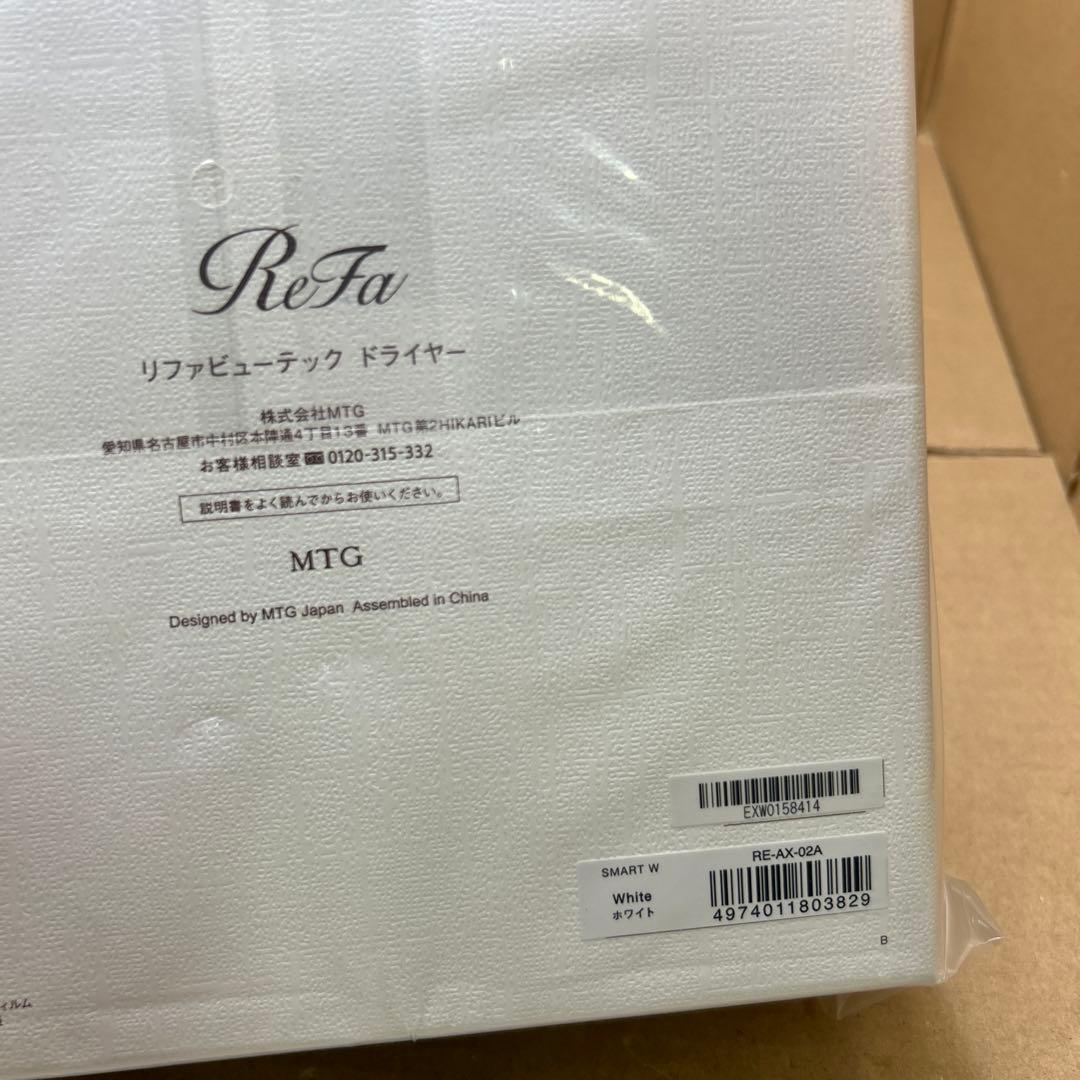 ReFa
リファビューテック ドライヤー
株式会社MTG
愛知県名古屋市中村区本陣通4丁目13番 MTG第2HIKARIビル
お客様相談室 0120-315-332
説明書をよく読んでからお使いください。
MTG
Designed by MTG Japan Assembled in China
EXW0158414
SMART W
RE-AX-02A
White
ホワイト
4974011803829
B
ィルム